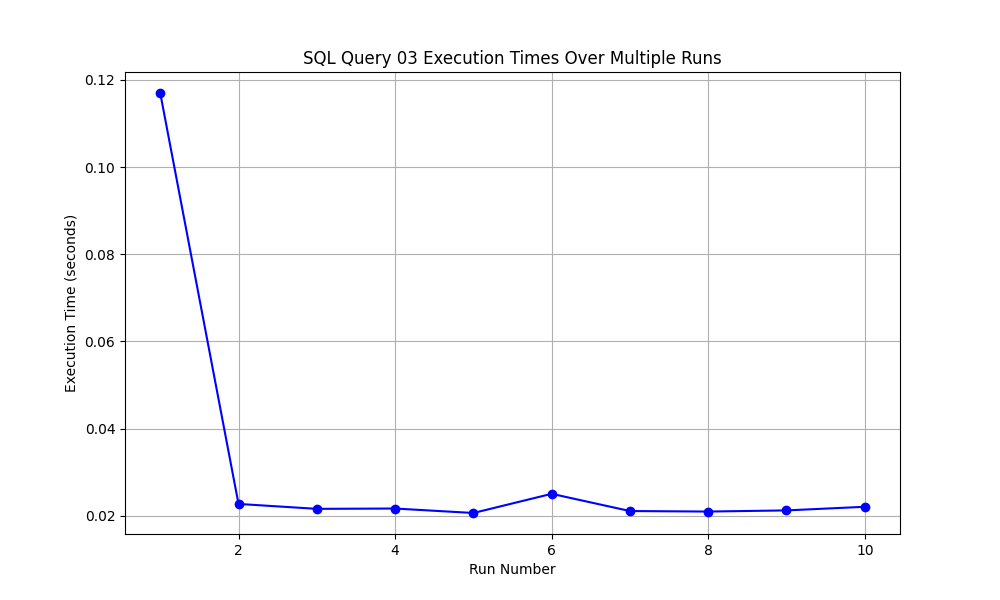 SQL Query 03 Execution Times Over Multiple Runs
0.12
0.10
0.08
0.06
0.04
0.02
Execution Time (seconds)
2 4 6 8 10
Run Number